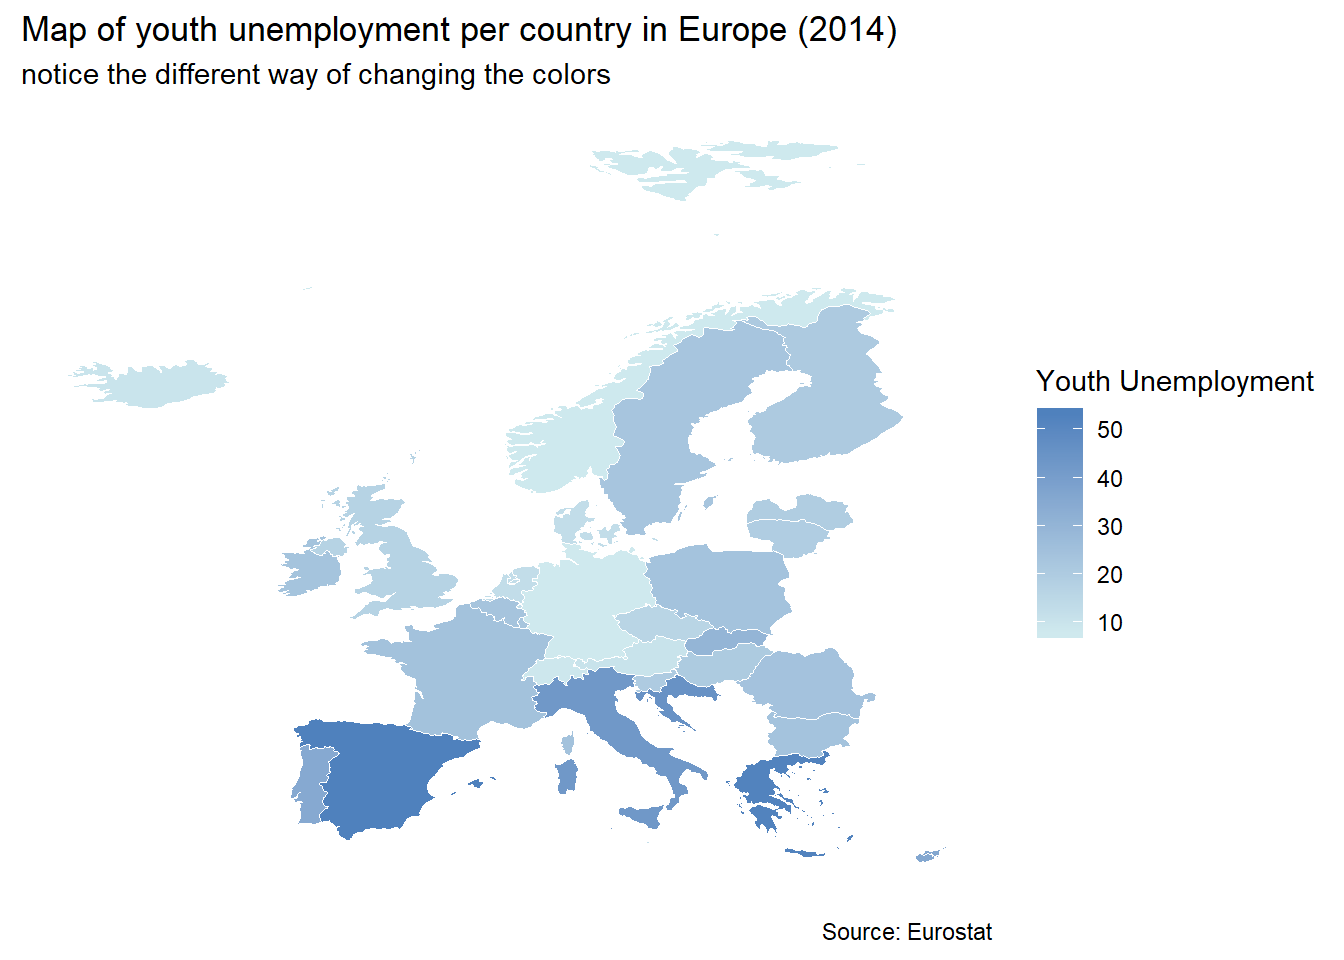 Map of youth unemployment per country in Europe (2014)
notice the different way of changing the colors
Youth Unemployment
50
40
30
20
10
Source: Eurostat